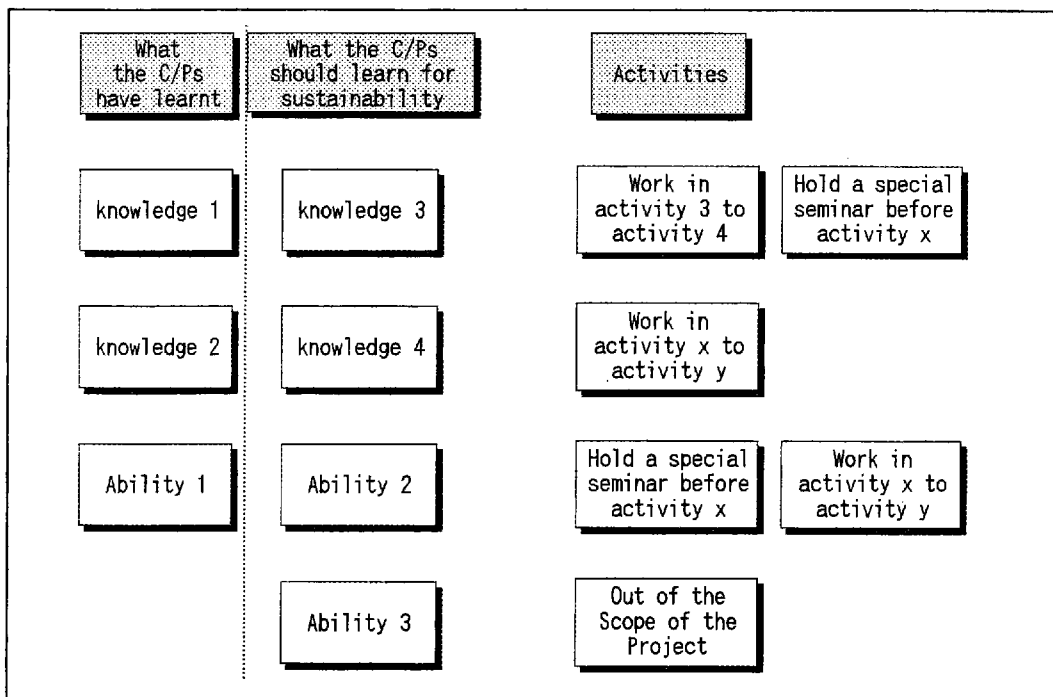 What
the C/Ps
have learnt
What the C/Ps
should learn for
sustainability
Activities
knowledge 1
knowledge 3
Work in
activity 3 to
activity 4
Hold a special
seminar before
activity x
knowledge 2
knowledge 4
Work in
activity x to
activity y
Ability 1
Ability 2
Hold a special
seminar before
activity x
Work in
activity x to
activity y
Ability 3
Out of the
Scope of the
Project